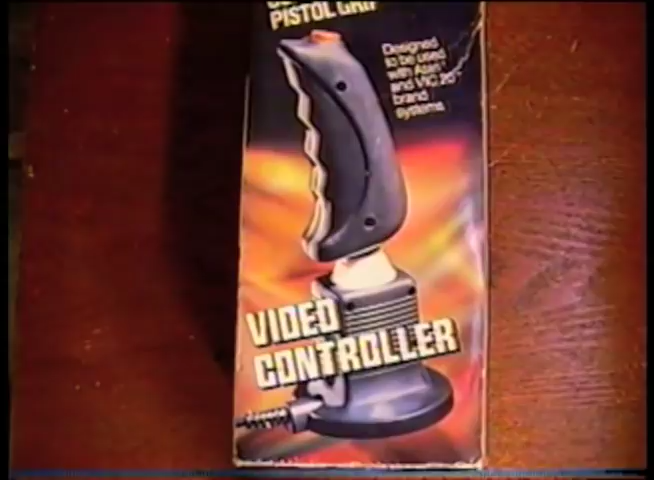 PISTOL GRIP
Designed
to be used
with Atari
and VIC 20
brand
systems
VIDEO
CONTROLLER